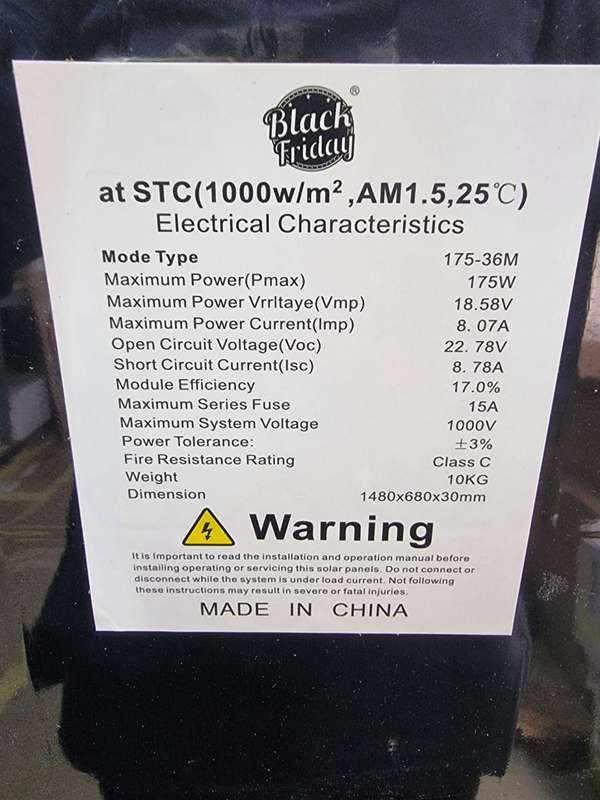 ®
Black
Friday
at STC(1000w/m²,AM1.5,25℃)
Electrical Characteristics
Mode Type 175-36M
Maximum Power(Pmax) 175W
Maximum Power Vrrltaye(Vmp) 18.58V
Maximum Power Current(Imp) 8.07A
Open Circuit Voltage(Voc) 22.78V
Short Circuit Current(Isc) 8.78A
Module Efficiency 17.0%
Maximum Series Fuse 15A
Maximum System Voltage 1000V
Power Tolerance: ±3%
Fire Resistance Rating Class C
Weight 10KG
Dimension 1480x680x30mm
Warning
It is Important to read the installation and operation manual before
installing operating or servicing this solar panels. Do not connect or
disconnect while the system is under load current. Not following
these instructions may result in severe or fatal injuries.
MADE IN CHINA